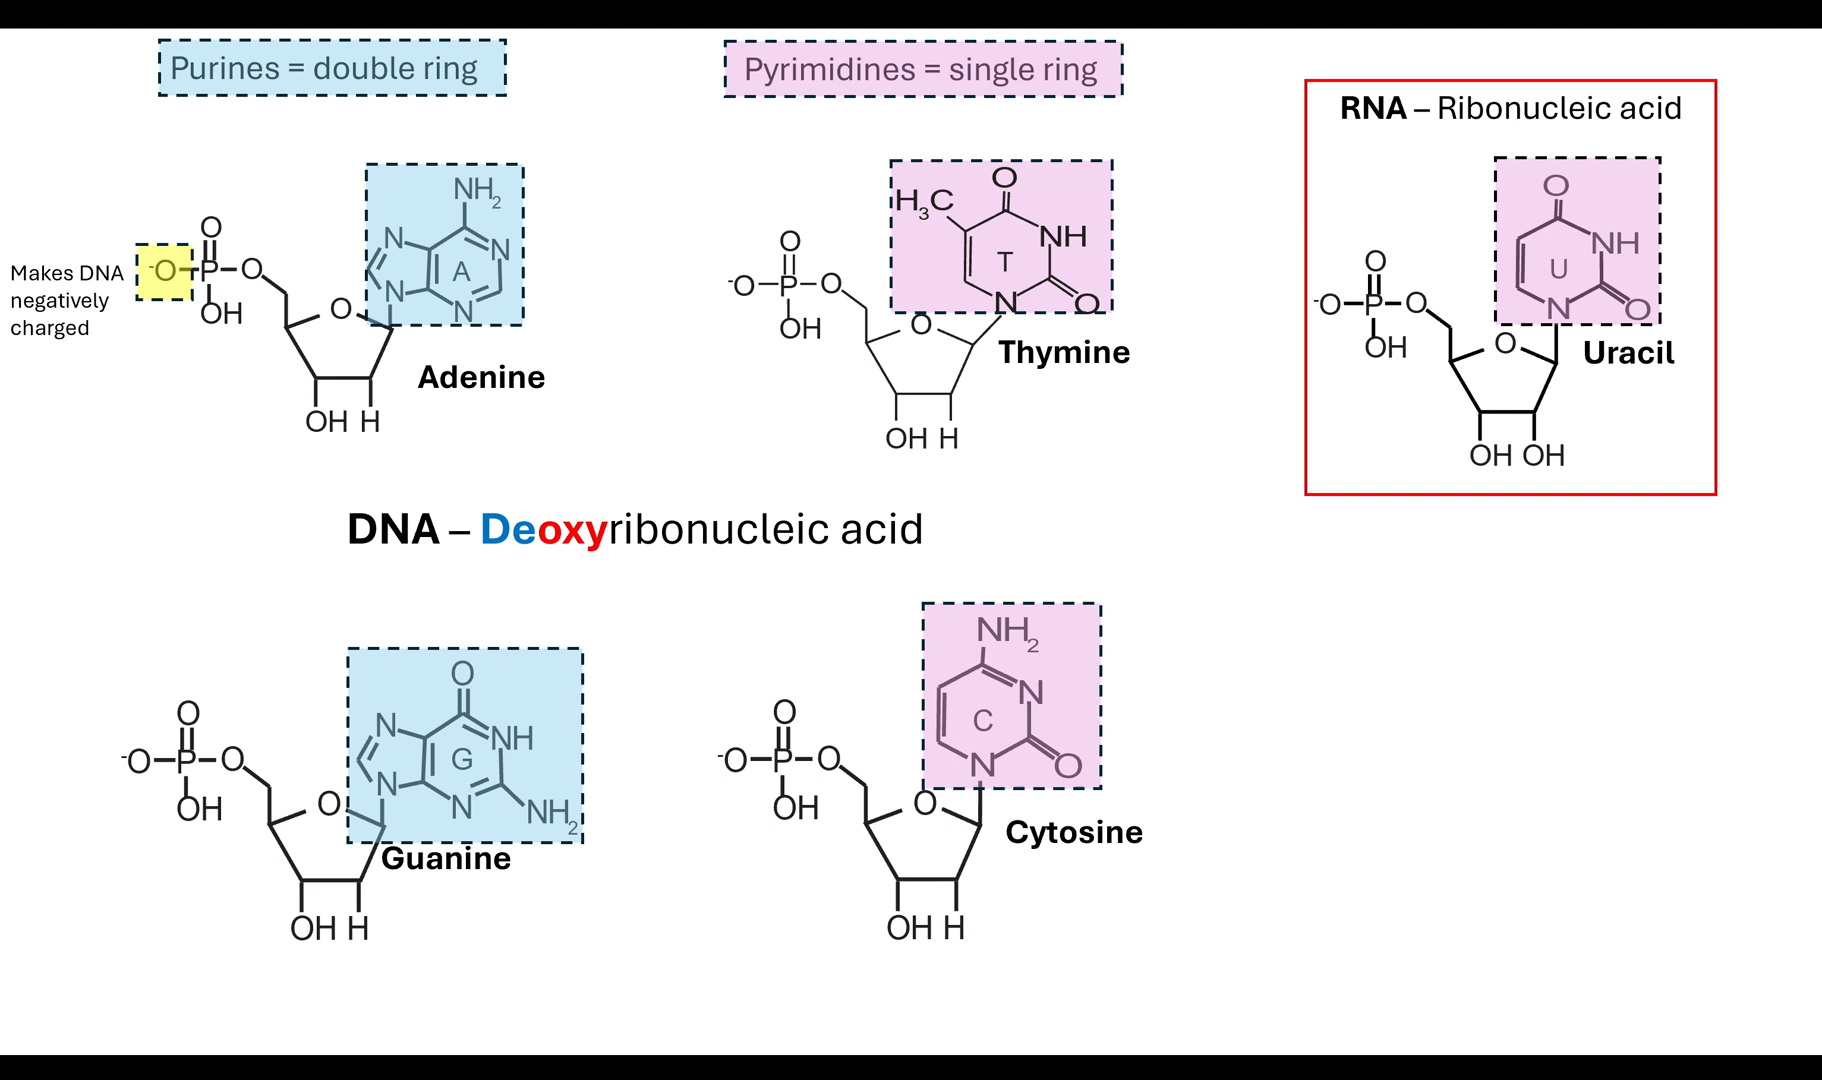 Purines = double ring
Pyrimidines = single ring
RNA – Ribonucleic acid
Makes DNA
negatively
charged
-O
P
O
OH
O
O
NH2
N
N
A
N
N
OH H
Adenine
-O
P
O
OH
O
O
H3C
O
NH
T
N
O
OH H
Thymine
-O
P
O
OH
O
O
O
NH
U
N
O
OH OH
Uracil
DNA – Deoxyribonucleic acid
-O
P
O
OH
O
O
O
N
NH
G
N
N
NH2
OH H
Guanine
-O
P
O
OH
O
O
NH2
N
C
N
O
OH H
Cytosine